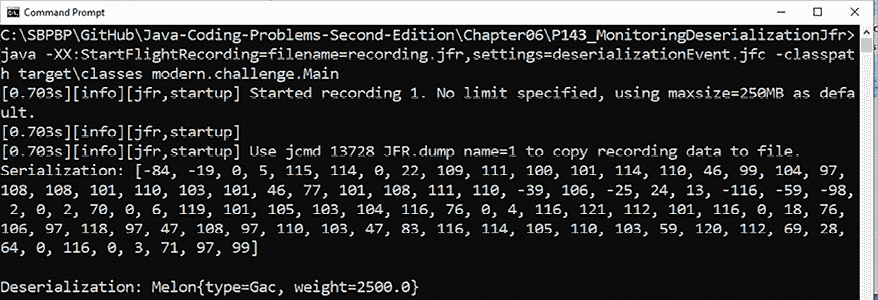 Command Prompt
C:\SBPBP\GitHub\Java-Coding-Problems-Second-Edition\Chapter06\P143_MonitoringDeserializationJfr>
java -XX:StartFlightRecording=filename=recording.jfr,settings=deserializationEvent.jfc -classpat
h target\classes modern.challenge.Main
[0.703s][info][jfr,startup] Started recording 1. No limit specified, using maxsize=250MB as defa
ult.
[0.703s][info][jfr,startup]
[0.703s][info][jfr,startup] Use jcmd 13728 JFR.dump name=1 to copy recording data to file.
Serialization: [-84, -19, 0, 5, 115, 114, 0, 22, 109, 111, 100, 101, 114, 110, 46, 99, 104, 97,
108, 108, 101, 110, 103, 101, 46, 77, 101, 108, 111, 110, -39, 106, -25, 24, 13, -116, -59, -98,
2, 0, 2, 70, 0, 6, 119, 101, 105, 103, 104, 116, 76, 0, 4, 116, 121, 112, 101, 116, 0, 18, 76,
106, 97, 118, 97, 47, 108, 97, 110, 103, 47, 83, 116, 114, 105, 110, 103, 59, 120, 112, 69, 28,
64, 0, 116, 0, 3, 71, 97, 99]
Deserialization: Melon{type=Gac, weight=2500.0}